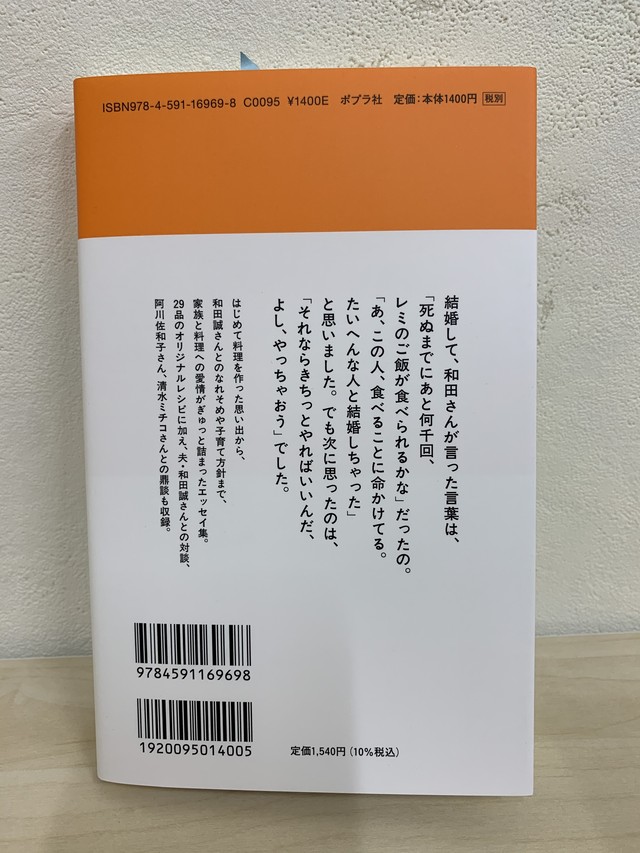 ISBN978-4-591-16969-8 C0095 ¥1400E ポプラ社 定価:本体1400円 税別
結婚して、和田さんが言った言葉は、
「死ぬまでにあと何千回、
レミのご飯が食べられるかな」だったの。
「あ、この人、食べることに命かけてる。
たいへんな人と結婚しちゃった」
と思いました。でも次に思ったのは、
「それならきちっとやればいいんだ、
よし、やっちゃおう」でした。
はじめて料理を作った思い出から、
和田誠さんとのなれそめや子育て方針まで、
家族と料理への愛情がぎゅっと詰まったエッセイ集。
29品のオリジナルレシピに加え、夫・和田誠さんとの対談、
阿川佐和子さん、清水ミチコさんとの鼎談も収録。
9784591169698
1920095014005
定価1,540円(10%税込)